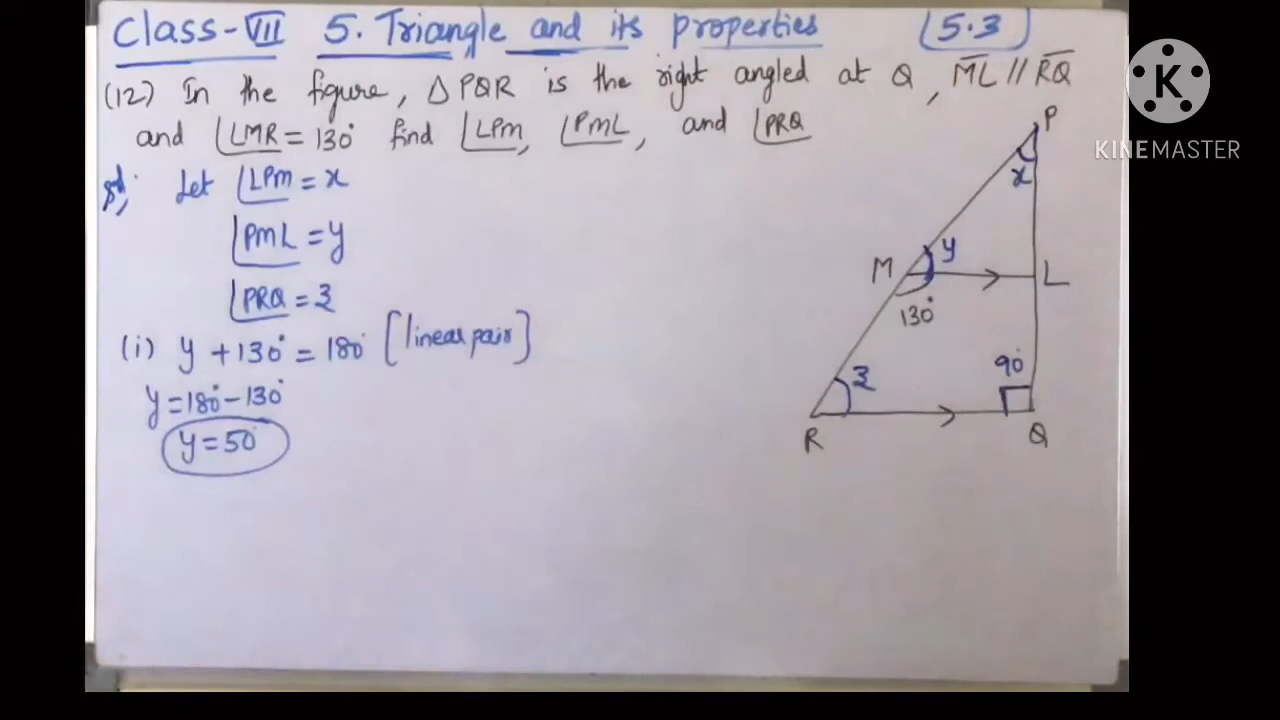 Class-VII 5. Triangle and its properties 5.3
(12) In the figure, △PQR is the right angled at Q, M̅L̅ // R̅Q̅
and ∠LMR = 130° find ∠LPM, ∠PML, and ∠PRQ
Sol; Let ∠LPM = x
∠PML = y
∠PRQ = z
(i) y + 130° = 180° [linear pair]
y = 180° - 130°
y = 50°
P
x
M y L
130°
90°
z
R Q
K
KINEMASTER